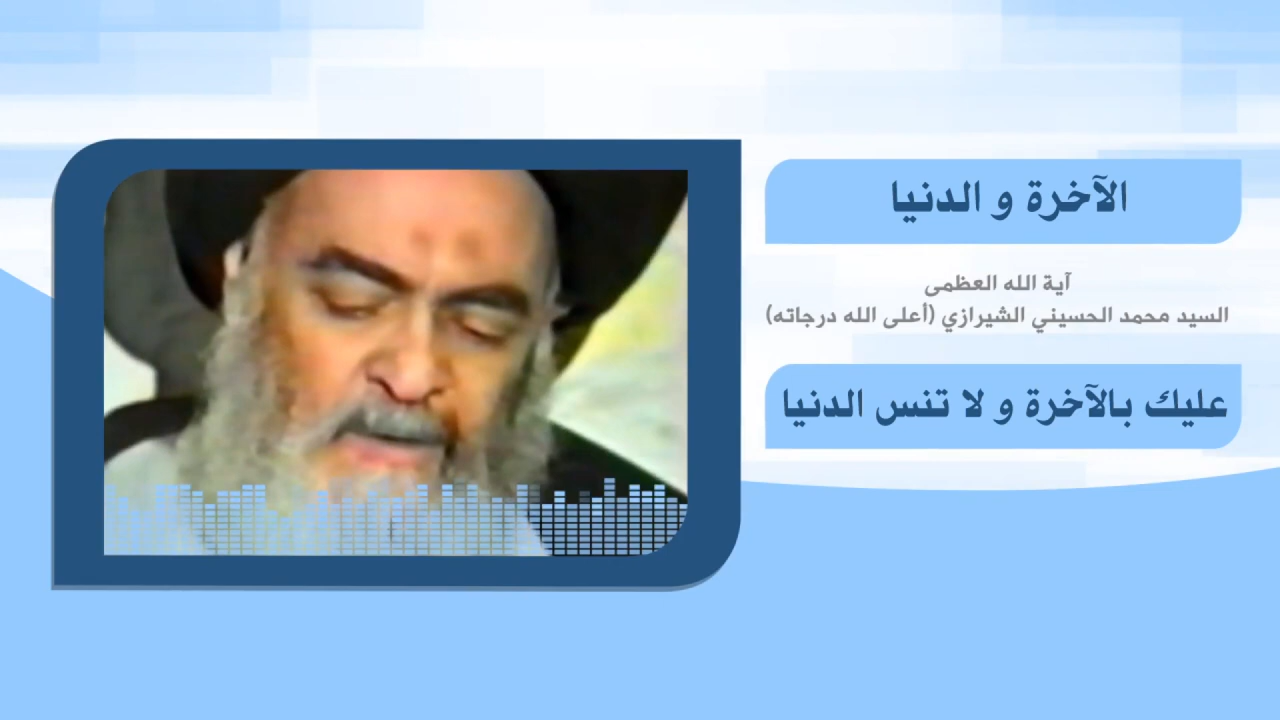 الآخرة و الدنيا
آية الله العظمى
السيد محمد الحسيني الشيرازي (أعلى الله درجاته)
عليك بالآخرة و لا تنس الدنيا